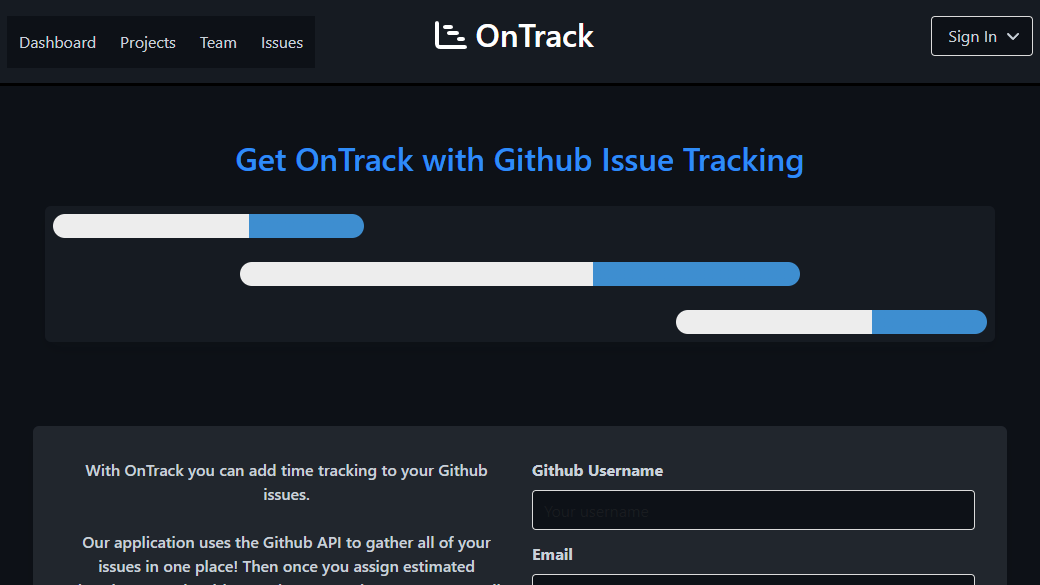 Dashboard Projects Team Issues
OnTrack
Sign In
Get OnTrack with Github Issue Tracking
With OnTrack you can add time tracking to your Github
issues.
Our application uses the Github API to gather all of your
issues in one place! Then once you assign estimated
Github Username
Your username
Email